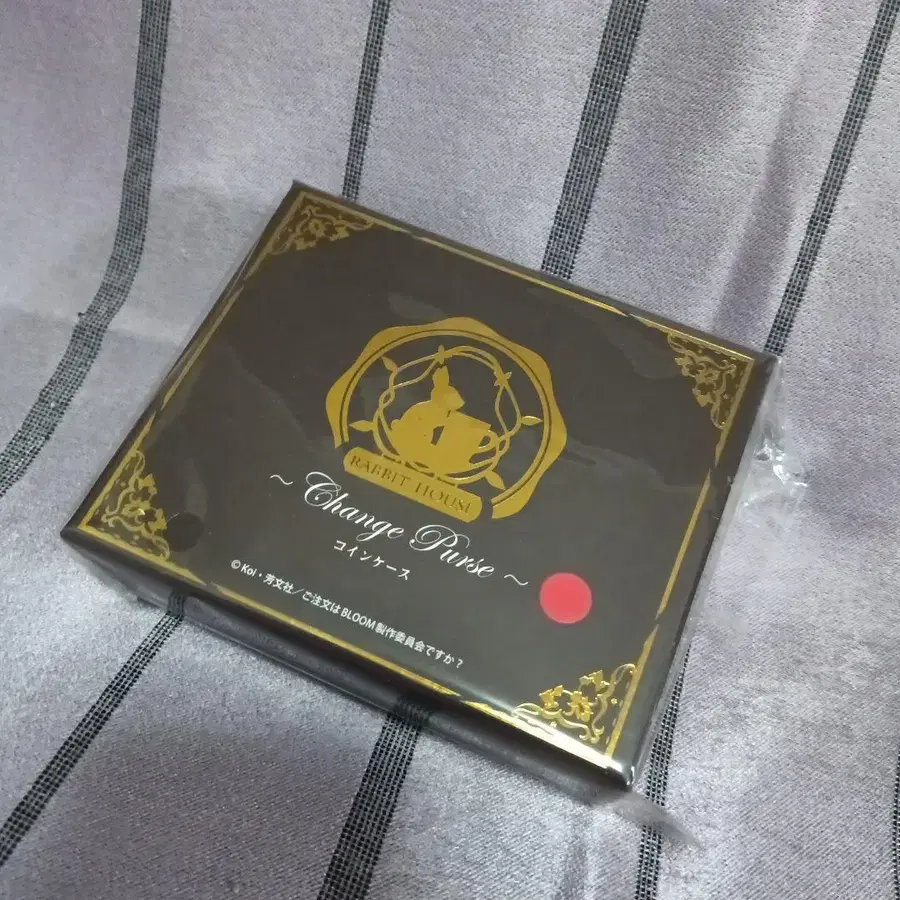 RABBIT HOUSE
～Change Purse～
コインケース
©Koi・芳文社／ご注文はBLOOM製作委員会ですか？